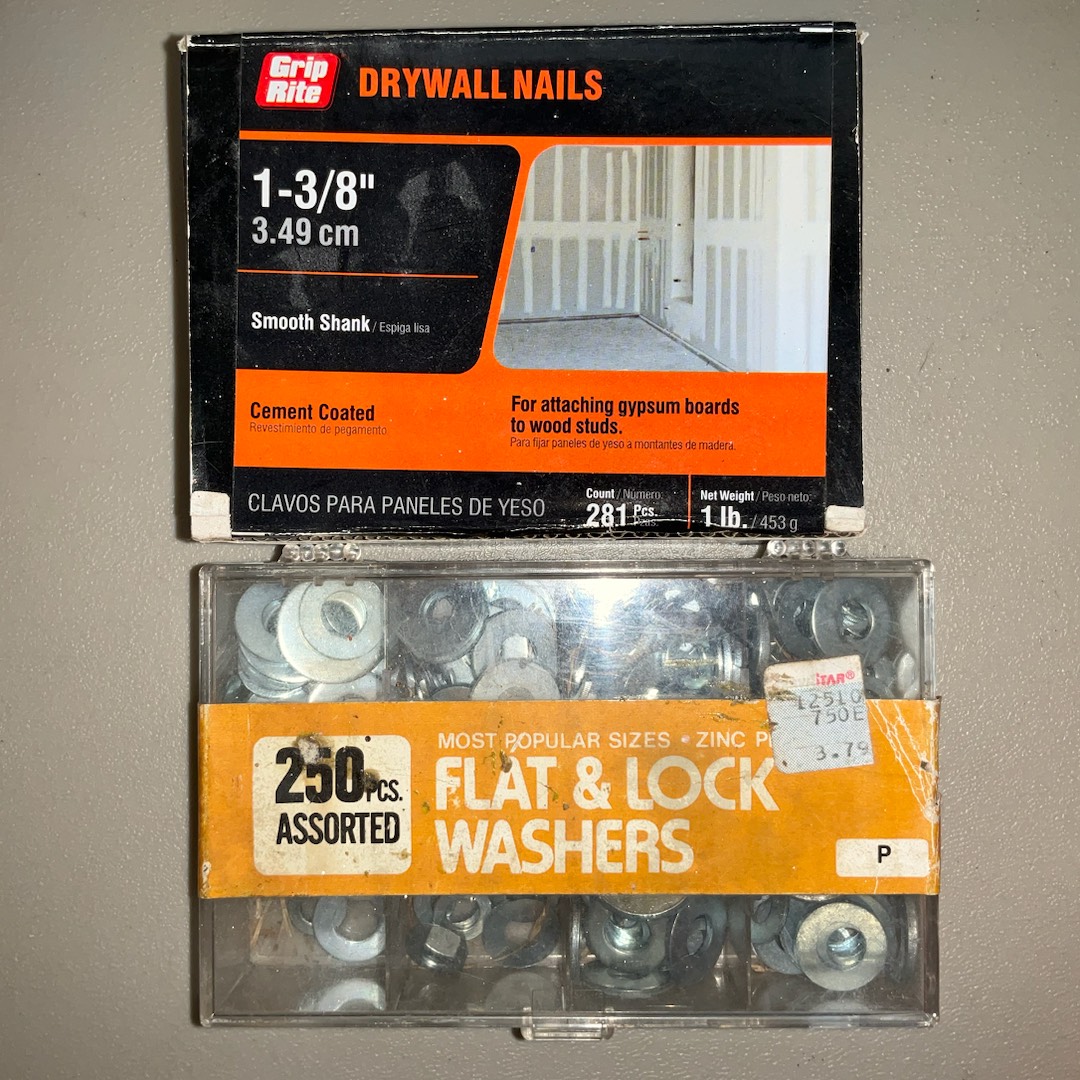 Grip
Rite
DRYWALL NAILS
1-3/8"
3.49 cm
Smooth Shank / Espiga lisa
Cement Coated
Revestimiento de pegamento
For attaching gypsum boards
to wood studs.
Para fijar paneles de yeso a montantes de madera.
CLAVOS PARA PANELES DE YESO
Count / Número:
281 Pcs.
Net Weight / Peso neto:
1 lb. / 453 g
STAR®
12510
750E
3.79
MOST POPULAR SIZES • ZINC
250 PCS.
ASSORTED
FLAT & LOCK
WASHERS
P